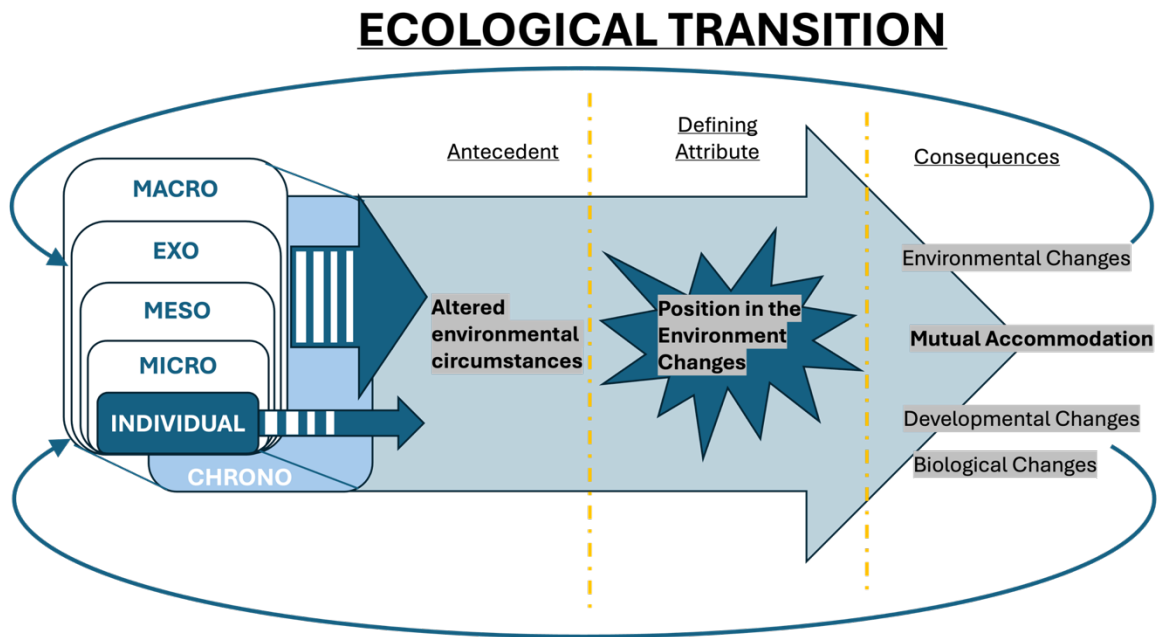 ECOLOGICAL TRANSITION
Antecedent
Defining
Attribute
Consequences
MACRO
EXO
MESO
MICRO
INDIVIDUAL
CHRONO
Altered
environmental
circumstances
Position in the
Environment
Changes
Environmental Changes
Mutual Accommodation
Developmental Changes
Biological Changes